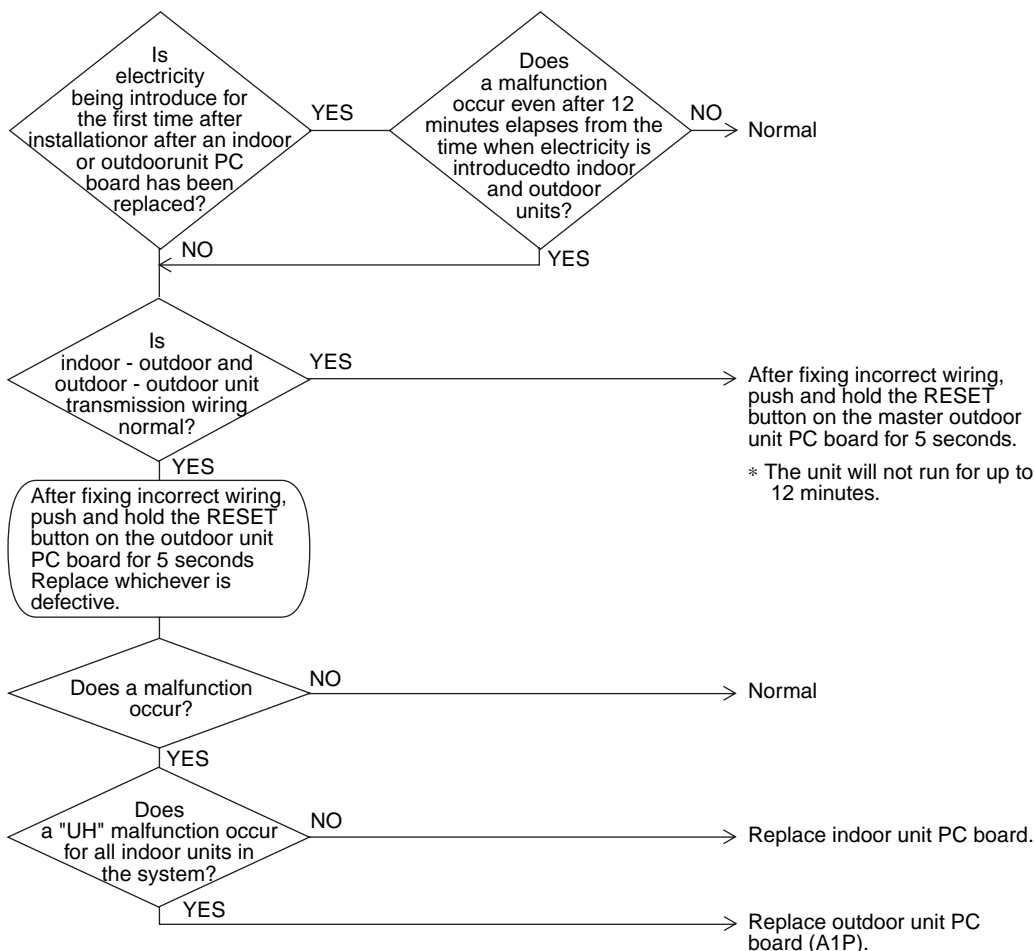 Is
electricity
being introduce for
the first time after
installationor after an indoor
or outdoorunit PC
board has been
replaced?
YES
Does
a malfunction
occur even after 12
minutes elapses from the
time when electricity is
introducedto indoor
and outdoor
units?
NO
Normal
NO
YES
Is
indoor - outdoor and
outdoor - outdoor unit
transmission wiring
normal?
YES
After fixing incorrect wiring,
push and hold the RESET
button on the master outdoor
unit PC board for 5 seconds.
* The unit will not run for up to
12 minutes.
YES
After fixing incorrect wiring,
push and hold the RESET
button on the outdoor unit
PC board for 5 seconds
Replace whichever is
defective.
Does a malfunction
occur?
NO
Normal
YES
Does
a "UH" malfunction occur
for all indoor units in
the system?
NO
Replace indoor unit PC board.
YES
Replace outdoor unit PC
board (A1P).